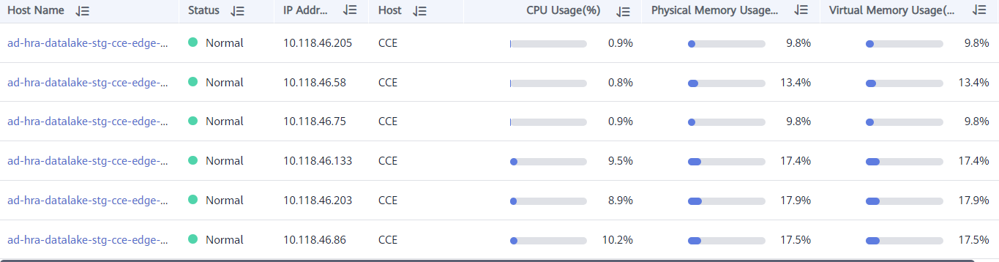 Host Name Status IP Addr... Host CPU Usage(%) Physical Memory Usage... Virtual Memory Usage(...
ad-hra-datalake-stg-cce-edge-... Normal 10.118.46.205 CCE 0.9% 9.8% 9.8%
ad-hra-datalake-stg-cce-edge-... Normal 10.118.46.58 CCE 0.8% 13.4% 13.4%
ad-hra-datalake-stg-cce-edge-... Normal 10.118.46.75 CCE 0.9% 9.8% 9.8%
ad-hra-datalake-stg-cce-edge-... Normal 10.118.46.133 CCE 9.5% 17.4% 17.4%
ad-hra-datalake-stg-cce-edge-... Normal 10.118.46.203 CCE 8.9% 17.9% 17.9%
ad-hra-datalake-stg-cce-edge-... Normal 10.118.46.86 CCE 10.2% 17.5% 17.5%